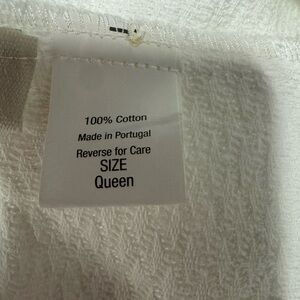 100% Cotton
Made in Portugal
Reverse for Care
SIZE
Queen